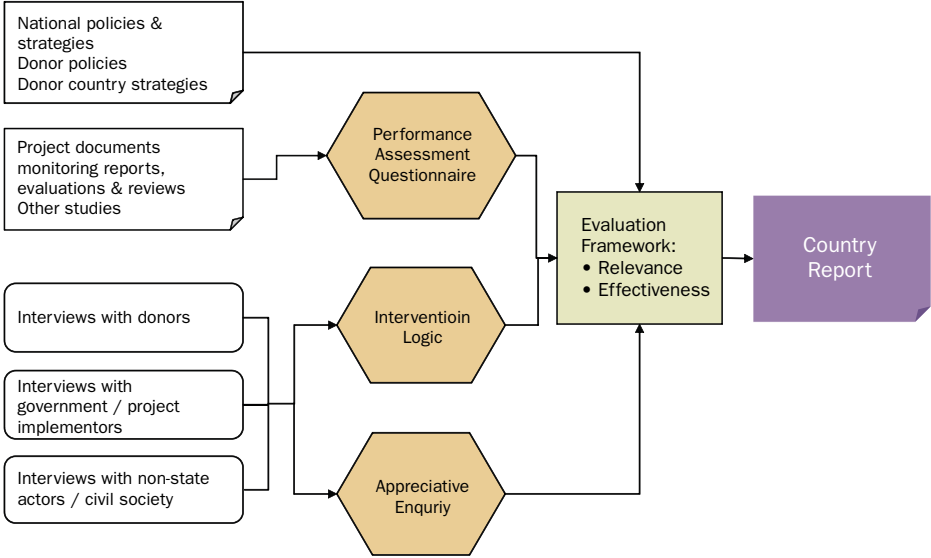 National policies &
strategies
Donor policies
Donor country strategies
Project documents
monitoring reports,
evaluations & reviews
Other studies
Interviews with donors
Interviews with
government / project
implementors
Interviews with non-state
actors / civil society
Performance
Assessment
Questionnaire
Interventioin
Logic
Appreciative
Enqury
Evaluation
Framework:
• Relevance
• Effectiveness
Country
Report